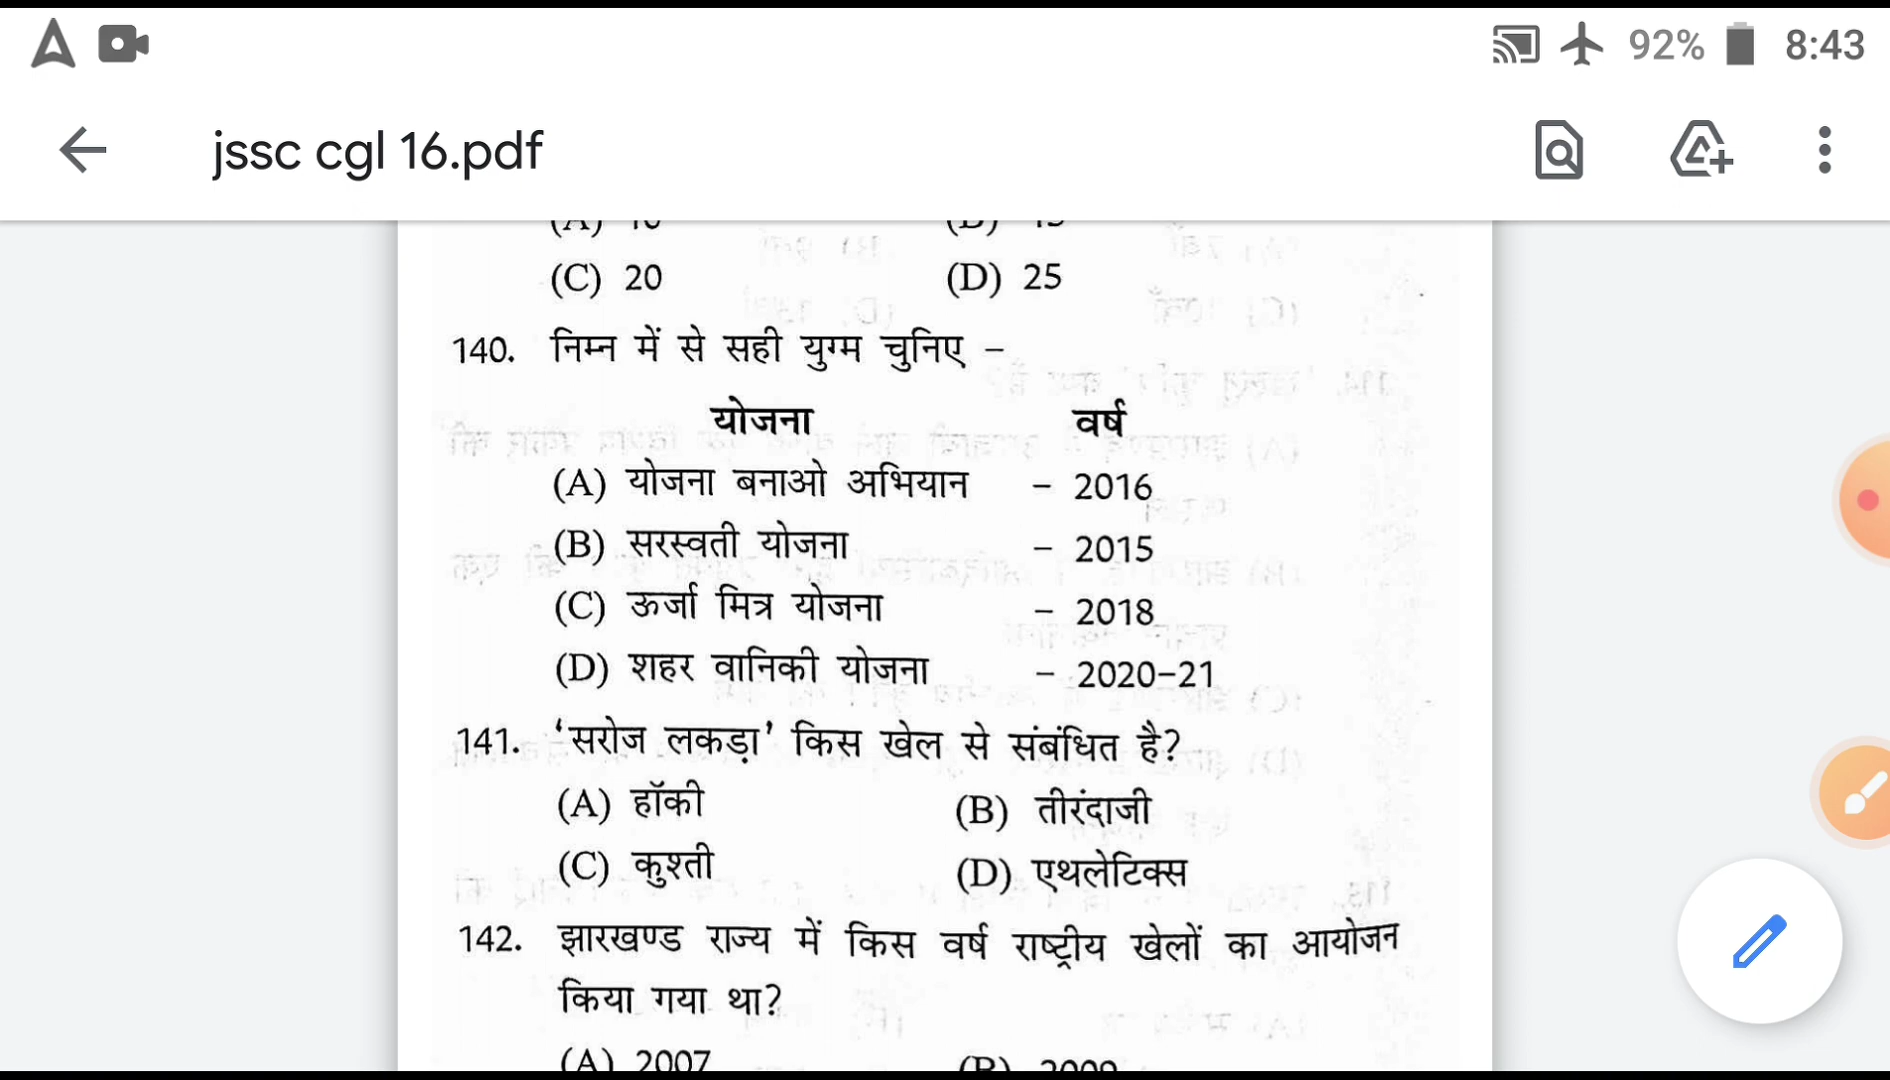 92% 8:43
jssc cgl 16.pdf
(C) 20 (D) 25
140. निम्न में से सही युग्म चुनिए –
योजना वर्ष
(A) योजना बनाओ अभियान – 2016
(B) सरस्वती योजना – 2015
(C) ऊर्जा मित्र योजना – 2018
(D) शहर वानिकी योजना – 2020–21
141. ‘सरोज लकड़ा’ किस खेल से संबंधित है?
(A) हॉकी (B) तीरंदाजी
(C) कुश्ती (D) एथलेटिक्स
142. झारखण्ड राज्य में किस वर्ष राष्ट्रीय खेलों का आयोजन
किया गया था?
(A) 2007